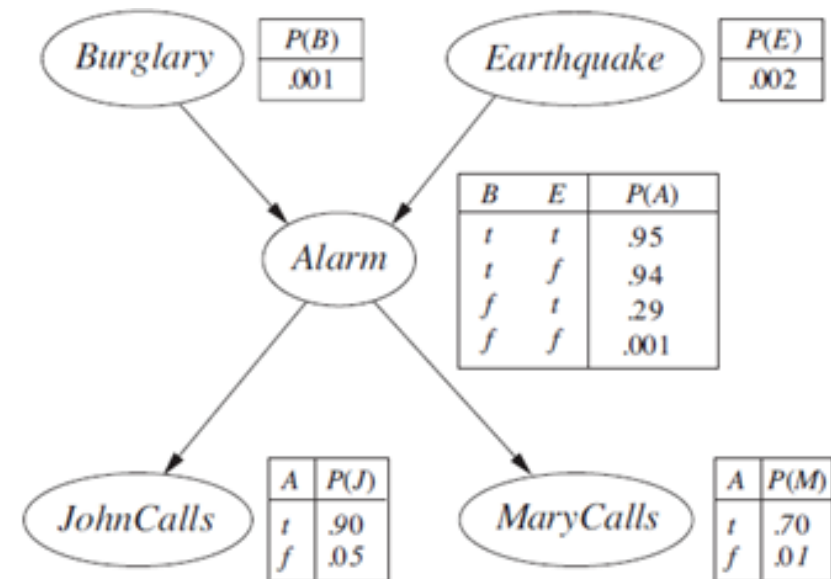 Burglary
P(B)
.001
Earthquake
P(E)
.002
Alarm
B E P(A)
t t .95
t f .94
f t .29
f f .001
JohnCalls
A P(J)
t .90
f .05
MaryCalls
A P(M)
t .70
f .01